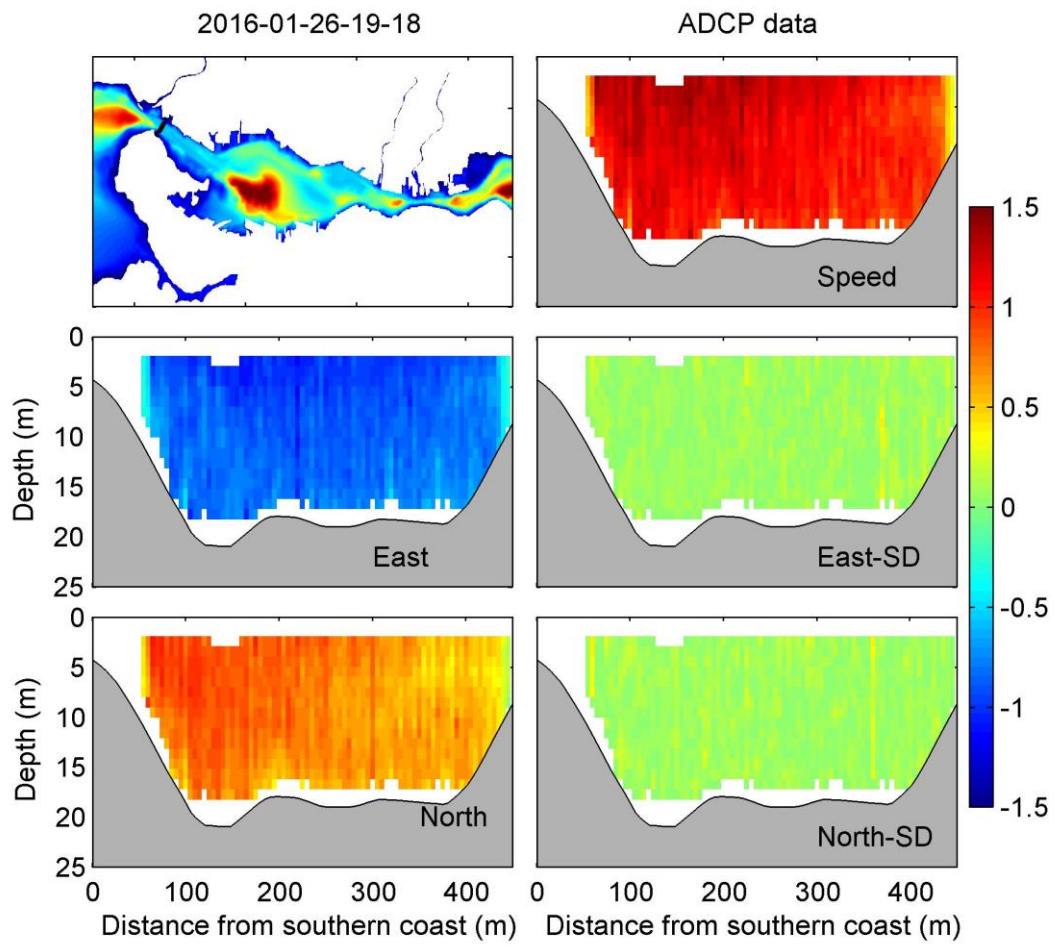 2016-01-26-19-18
ADCP data
Speed
1.5
1
0.5
0
-0.5
-1
-1.5
0
5
10
15
20
25
Depth (m)
East
East-SD
0
5
10
15
20
25
Depth (m)
North
North-SD
0 100 200 300 400
0 100 200 300 400
Distance from southern coast (m)
Distance from southern coast (m)